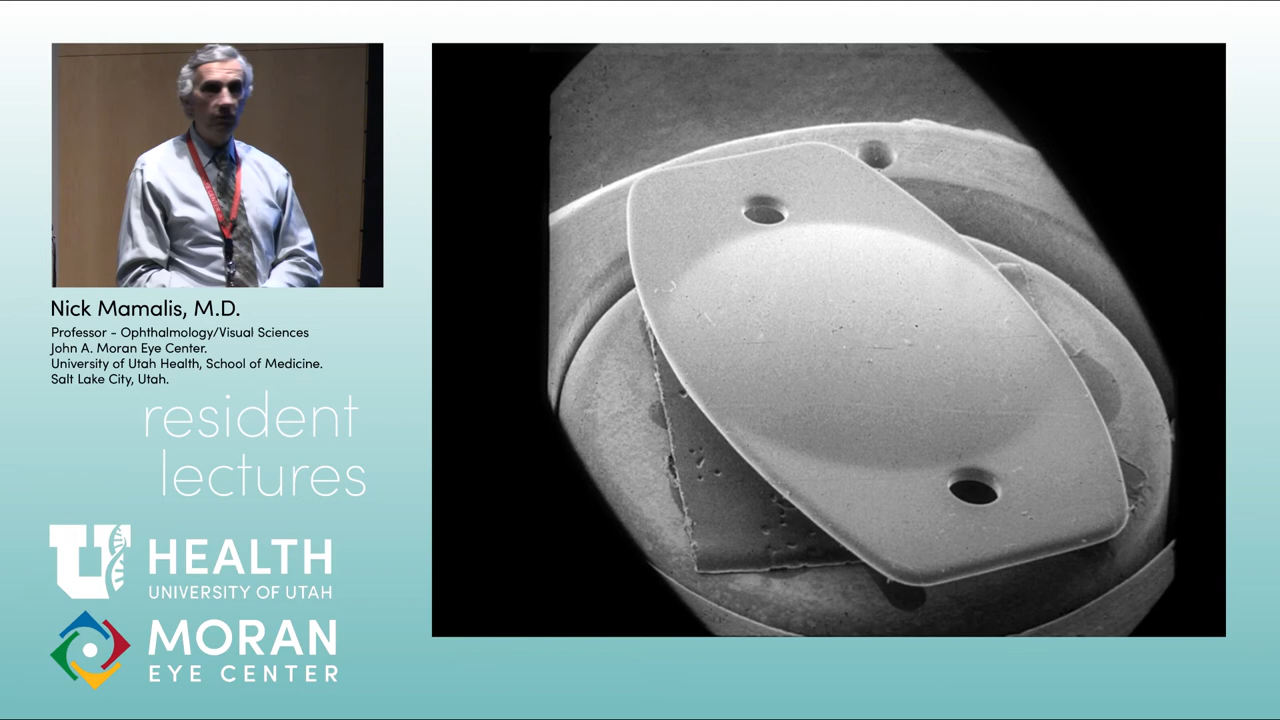 Nick Mamalis, M.D.
Professor - Ophthalmology/Visual Sciences
John A. Moran Eye Center.
University of Utah Health, School of Medicine.
Salt Lake City, Utah.
resident
lectures
U HEALTH
UNIVERSITY OF UTAH
MORAN
EYE CENTER